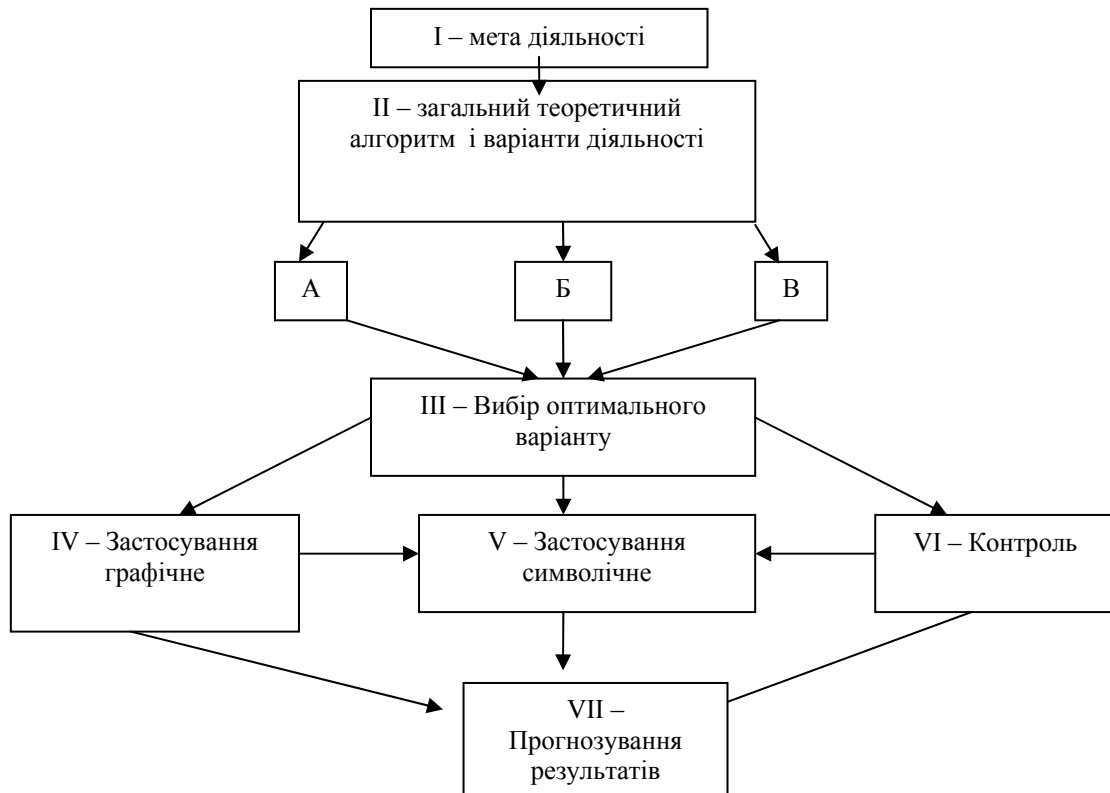 I – мета діяльності
II – загальний теоретичний
алгоритм і варіанти діяльності
А
Б
В
III – Вибір оптимального
варіанту
IV – Застосування
графічне
V – Застосування
символічне
VI – Контроль
VII –
Прогнозування
результатів